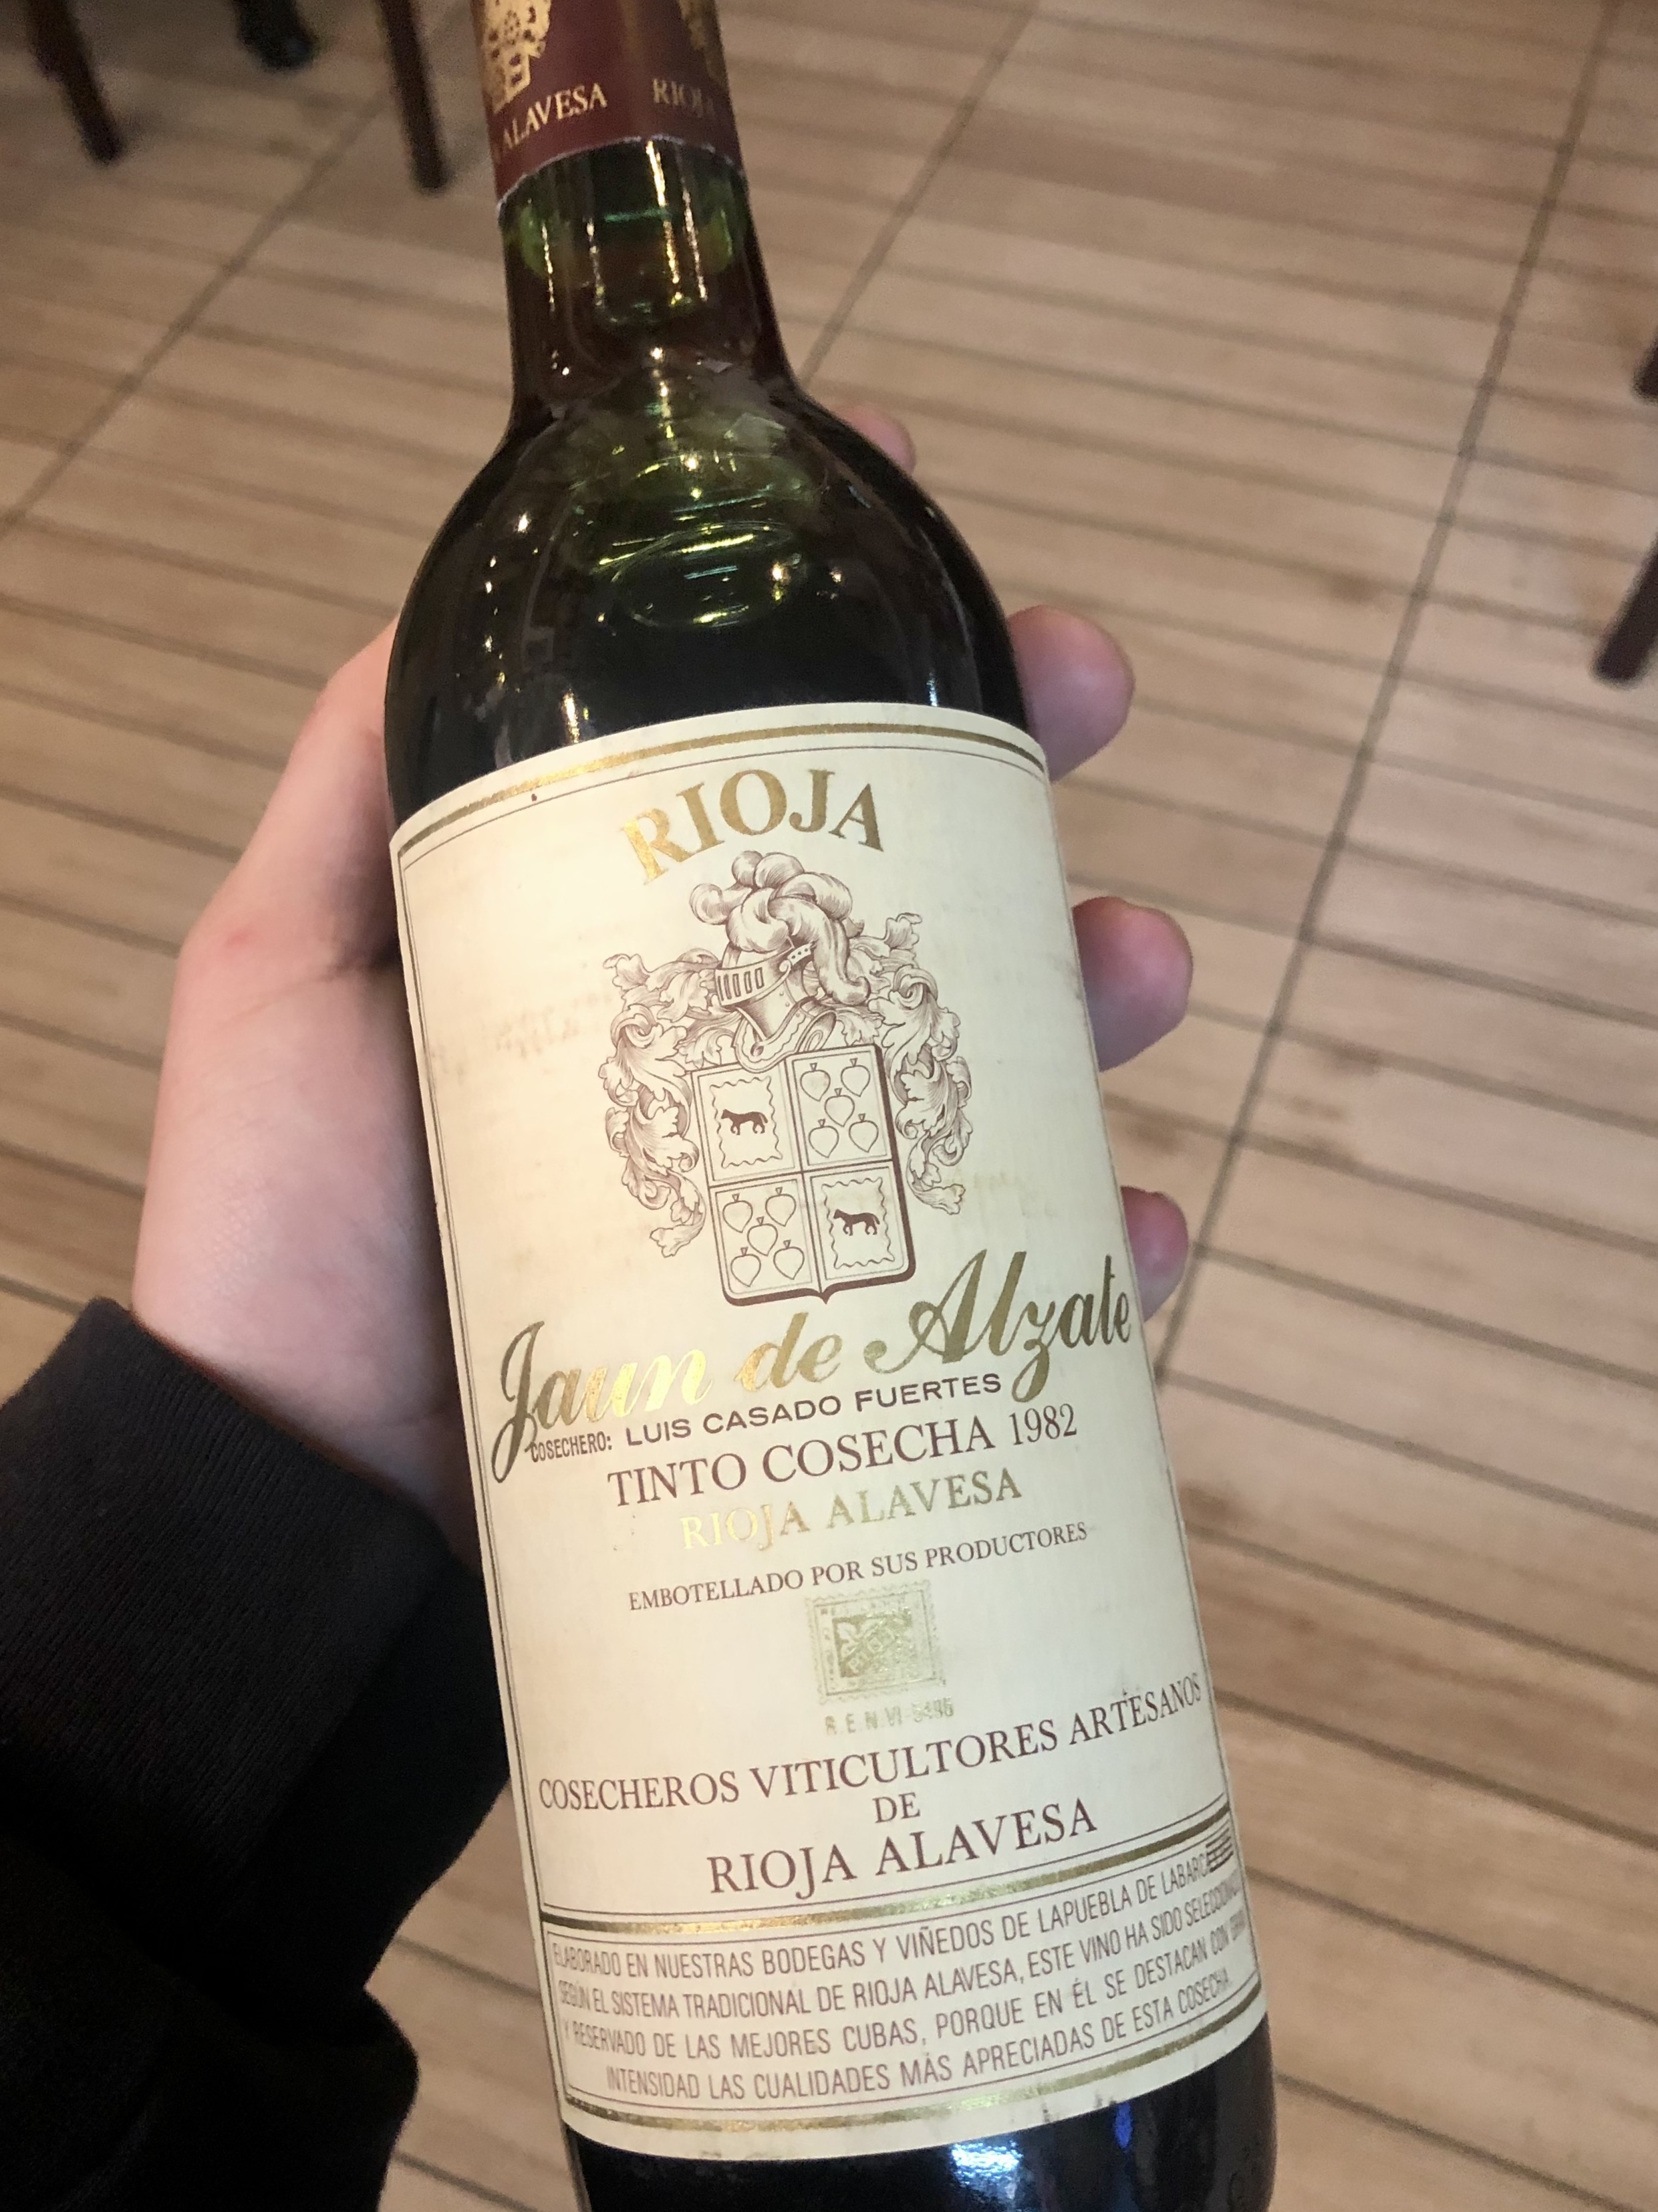 ALAVESA RIOJA
RIOJA
Jaun de Alzate
COSECHERO: LUIS CASADO FUERTES
TINTO COSECHA 1982
RIOJA ALAVESA
EMBOTELLADO POR SUS PRODUCTORES
R.E.N.VI-5496
COSECHEROS VITICULTORES ARTESANOS
DE
RIOJA ALAVESA
ELABORADO EN NUESTRAS BODEGAS Y VIÑEDOS DE LAPUEBLA DE
SEGÚN EL SISTEMA TRADICIONAL DE RIOJA ALAVESA, ESTE VINO HA SIDO SELECCIONADO
Y RESERVADO DE LAS MEJORES CUBAS, PORQUE EN ÉL SE DESTACAN CON GRAN
INTENSIDAD LAS CUALIDADES MÁS APRECIADAS DE ESTA COSECHA.